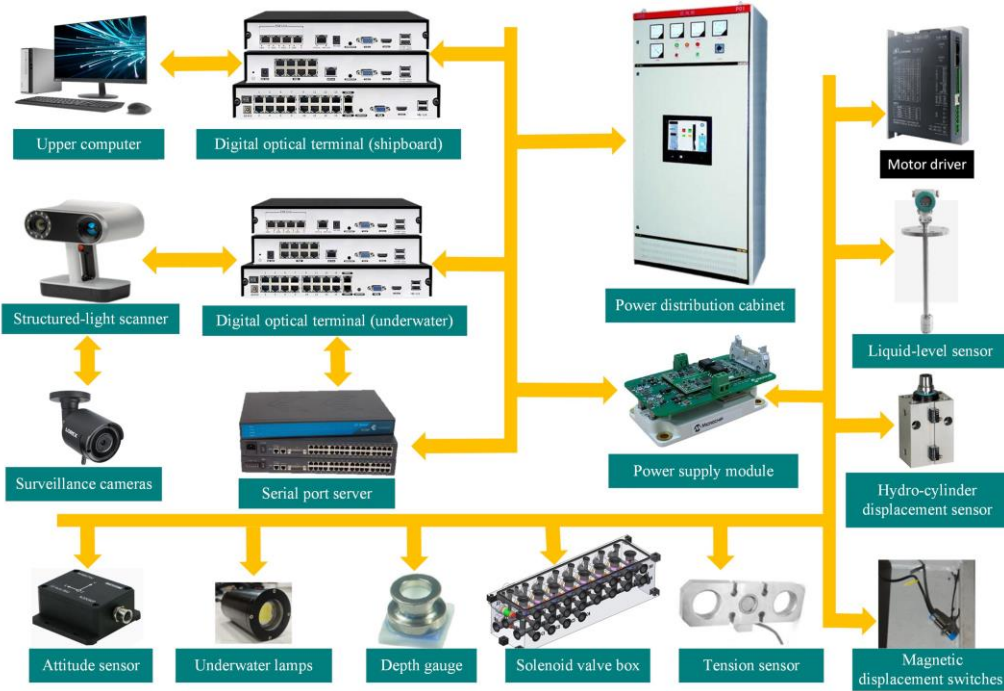 Upper computer
Digital optical terminal (shipboard)
Motor driver
Structured-light scanner
Digital optical terminal (underwater)
Power distribution cabinet
Liquid-level sensor
Surveillance cameras
Serial port server
Power supply module
Hydro-cylinder
displacement sensor
Attitude sensor
Underwater lamps
Depth gauge
Solenoid valve box
Tension sensor
Magnetic
displacement switches